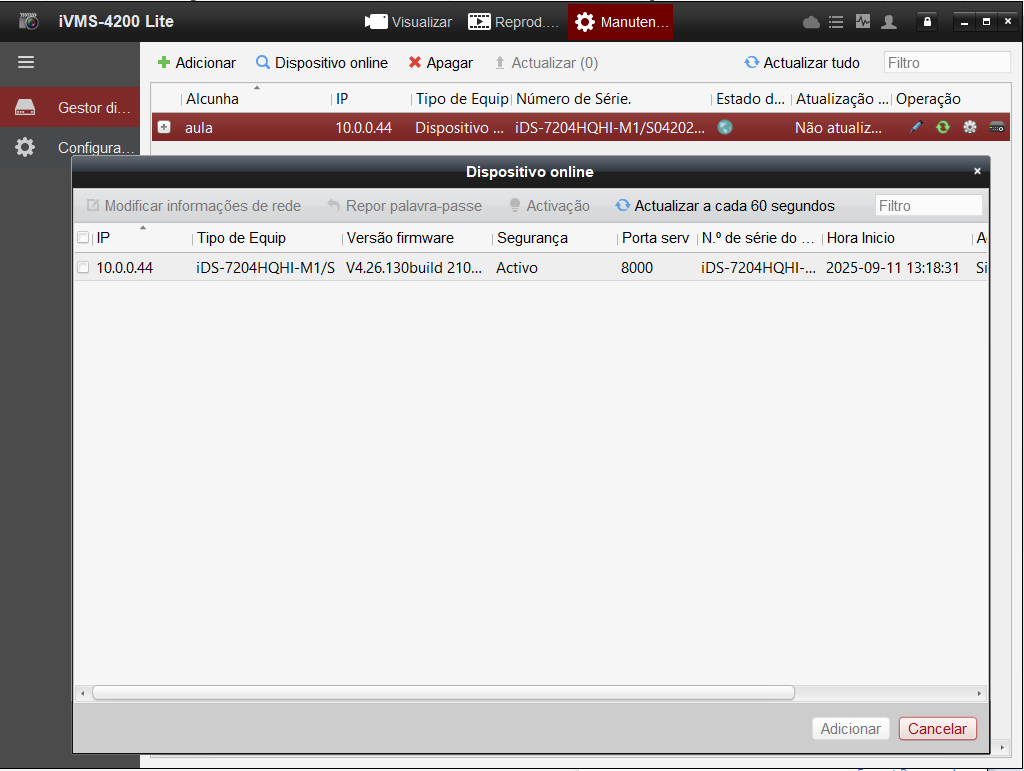 iVMS-4200 Lite Visualizar Reprod.... Manuten...
Adicionar Dispositivo online Apagar Actualizar (0) Actualizar tudo Filtro
Gestor di...
Configura...
Alcunha IP Tipo de Equip Número de Série. Estado d... Atualização ... Operação
aula 10.0.0.44 Dispositivo ... iDS-7204HQHI-M1/S04202... Não atualiz...
Dispositivo online
Modificar informações de rede Repor palavra-passe Activação Actualizar a cada 60 segundos Filtro
IP Tipo de Equip Versão firmware Segurança Porta serv N.º de série do ... Hora Inicio
10.0.0.44 iDS-7204HQHI-M1/S V4.26.130build 210... Activo 8000 iDS-7204HQHI-... 2025-09-11 13:18:31 Si
Adicionar Cancelar